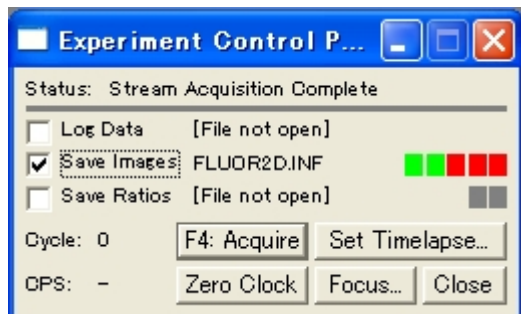 Experiment Control P...
Status: Stream Acquisition Complete
Log Data [File not open]
Save Images FLUOR2D.INF
Save Ratios [File not open]
Cycle: 0 F4: Acquire Set Timelapse...
CPS: - Zero Clock Focus... Close